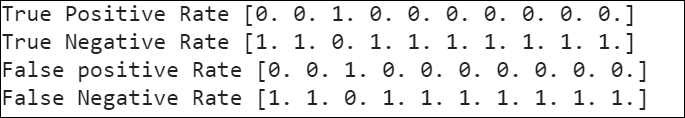 True Positive Rate [0. 0. 1. 0. 0. 0. 0. 0. 0. 0.]
True Negative Rate [1. 1. 0. 1. 1. 1. 1. 1. 1. 1.]
False positive Rate [0. 0. 1. 0. 0. 0. 0. 0. 0. 0.]
False Negative Rate [1. 1. 0. 1. 1. 1. 1. 1. 1. 1.]